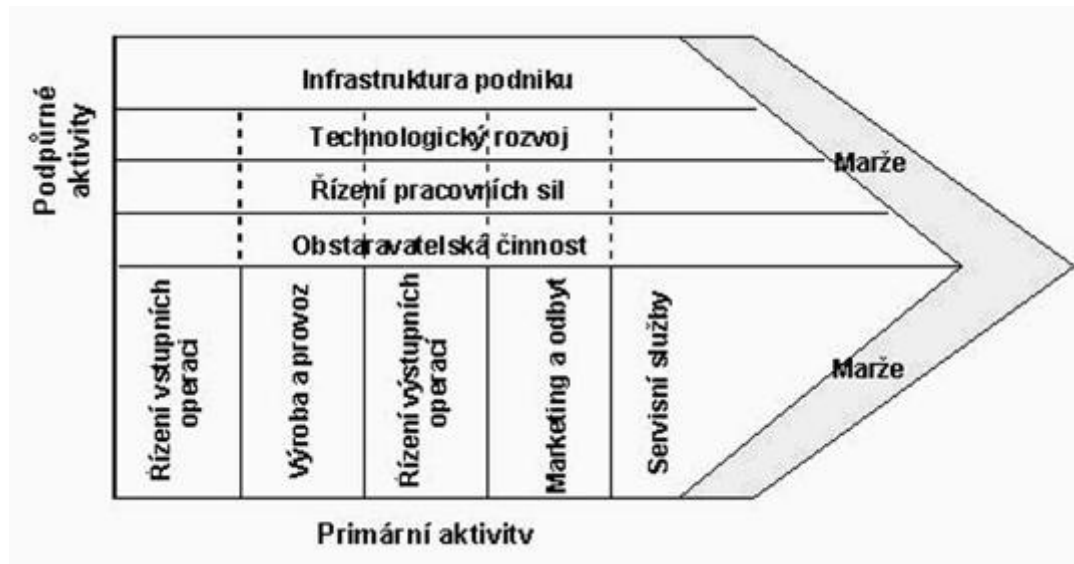 Infrastruktura podniku
Technologický rozvoj
Řízení pracovních sil
Obstaravatelská činnost
Podpůrné
aktivity
Marže
Marže
Řízení vstupních
operací
Výroba a provoz
Řízení výstupních
operací
Marketing a odbyt
Servisní služby
Primární aktivity